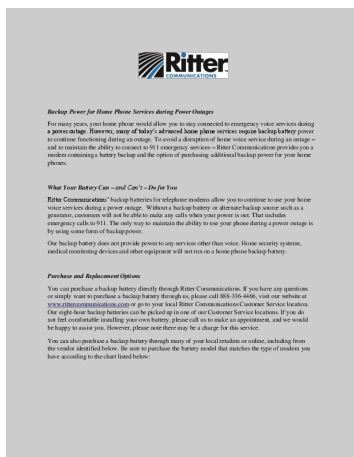 Ritter
COMMUNICATIONS
Backup Power for Home Phone Services during Power Outages
For many years, your home phone would allow you to stay connected to emergency voice services during
a power outage. However, many of today's advanced home phone services require backup battery power
to continue functioning during an outage. To avoid a disruption of home voice service during an outage –
and to maintain the ability to connect to 911 emergency services – Ritter Communications provides you a
modem containing a battery backup and the option of purchasing additional backup power for your home
phones.
What Your Battery Can – and Can't – Do for You
Ritter Communications' backup batteries for telephone modems allow you to continue to use your home
voice services during a power outage. Without a battery or alternate backup source such as a
generator, customers will not be able to make any calls when your power is out. That includes
emergency calls to 911. The only way to maintain the ability to use your phone during a power outage is
by using some form of backup power.
Our backup battery does not provide power to any services other than voice. Home security systems,
medical monitoring devices and other equipment will not run on a home phone backup battery.
Purchase and Replacement Options
You can purchase a backup battery directly through Ritter Communications. If you have any questions
or simply want to purchase a backup battery through us, please call 888-336-4466, visit our website at
www.rittercommunications.com or go to your local Ritter Communications Customer Service location.
Our eight-hour backup batteries can be picked up in one of our Customer Service locations. If you do
not feel comfortable installing your own battery, please call us to make an appointment, and we would
be happy to assist you. However, please note there may be a charge for this service.
You can also purchase a backup battery through many of your local retailers or online, including from
the vendor identified below. Be sure to purchase the battery model that matches the type of modem you
have according to the chart listed below: